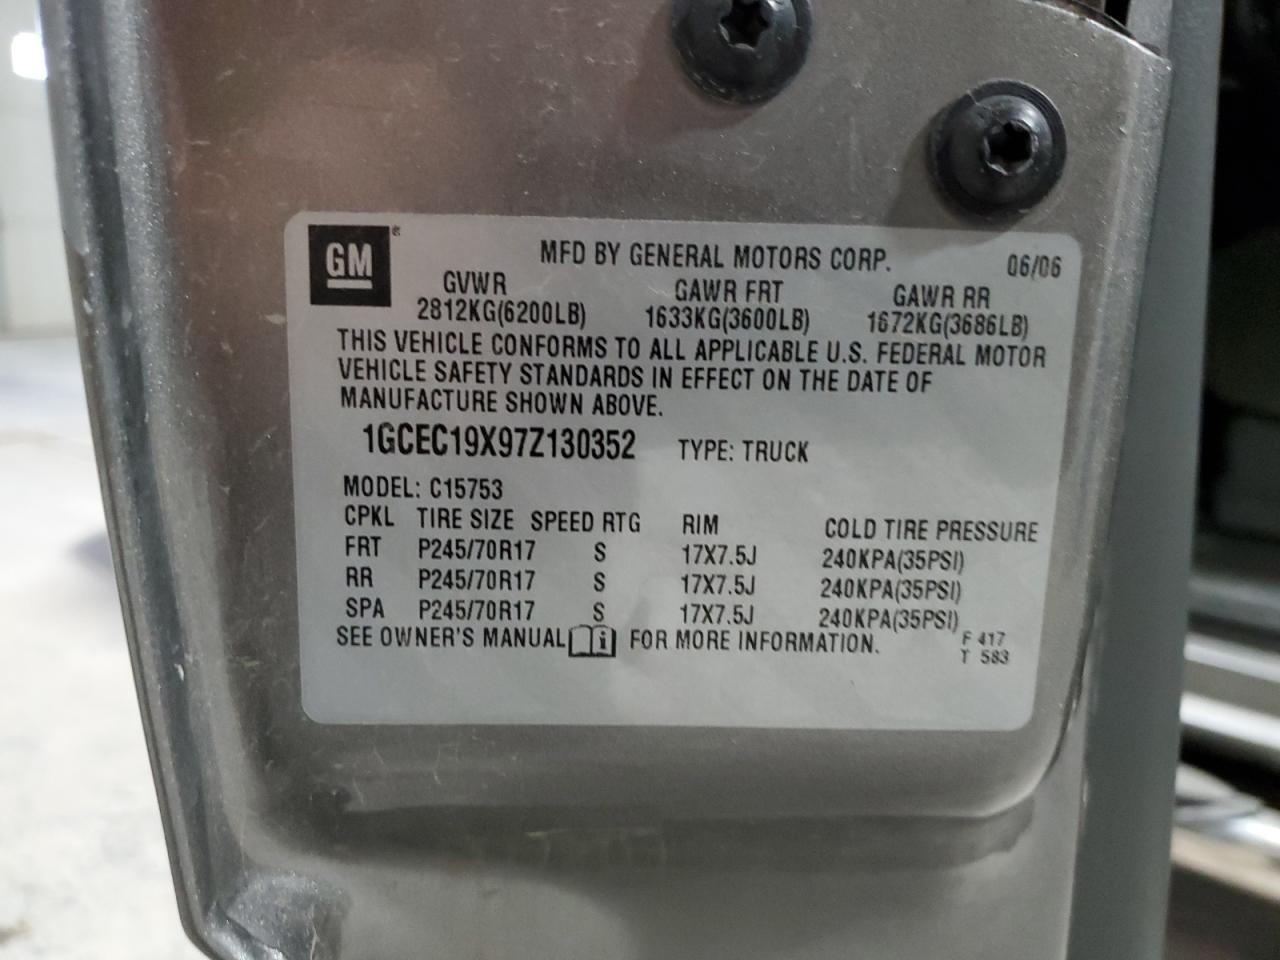 GM®
MFD BY GENERAL MOTORS CORP. 06/06
GVWR GAWR FRT GAWR RR
2812KG(6200LB) 1633KG(3600LB) 1672KG(3686LB)
THIS VEHICLE CONFORMS TO ALL APPLICABLE U.S. FEDERAL MOTOR
VEHICLE SAFETY STANDARDS IN EFFECT ON THE DATE OF
MANUFACTURE SHOWN ABOVE.
1GCEC19X97Z130352 TYPE: TRUCK
MODEL: C15753
CPKL TIRE SIZE SPEED RTG RIM COLD TIRE PRESSURE
FRT P245/70R17 S 17X7.5J 240KPA(35PSI)
RR P245/70R17 S 17X7.5J 240KPA(35PSI)
SPA P245/70R17 S 17X7.5J 240KPA(35PSI)
SEE OWNER'S MANUAL i FOR MORE INFORMATION.
F 417
T 583